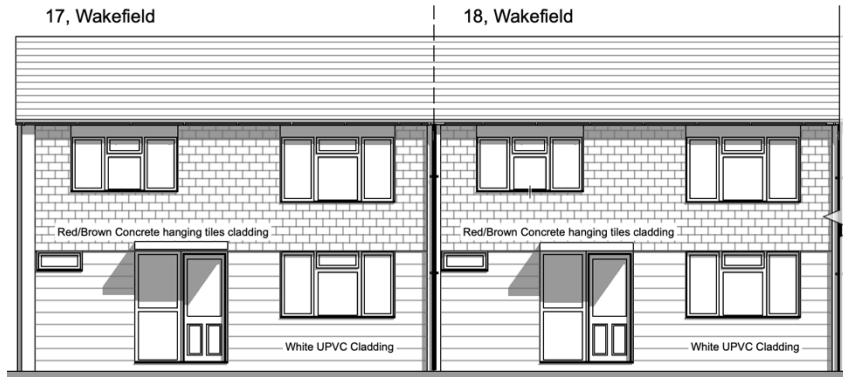 17, Wakefield
18, Wakefield
Red/Brown Concrete hanging tiles cladding
Red/Brown Concrete hanging tiles cladding
White UPVC Cladding
White UPVC Cladding